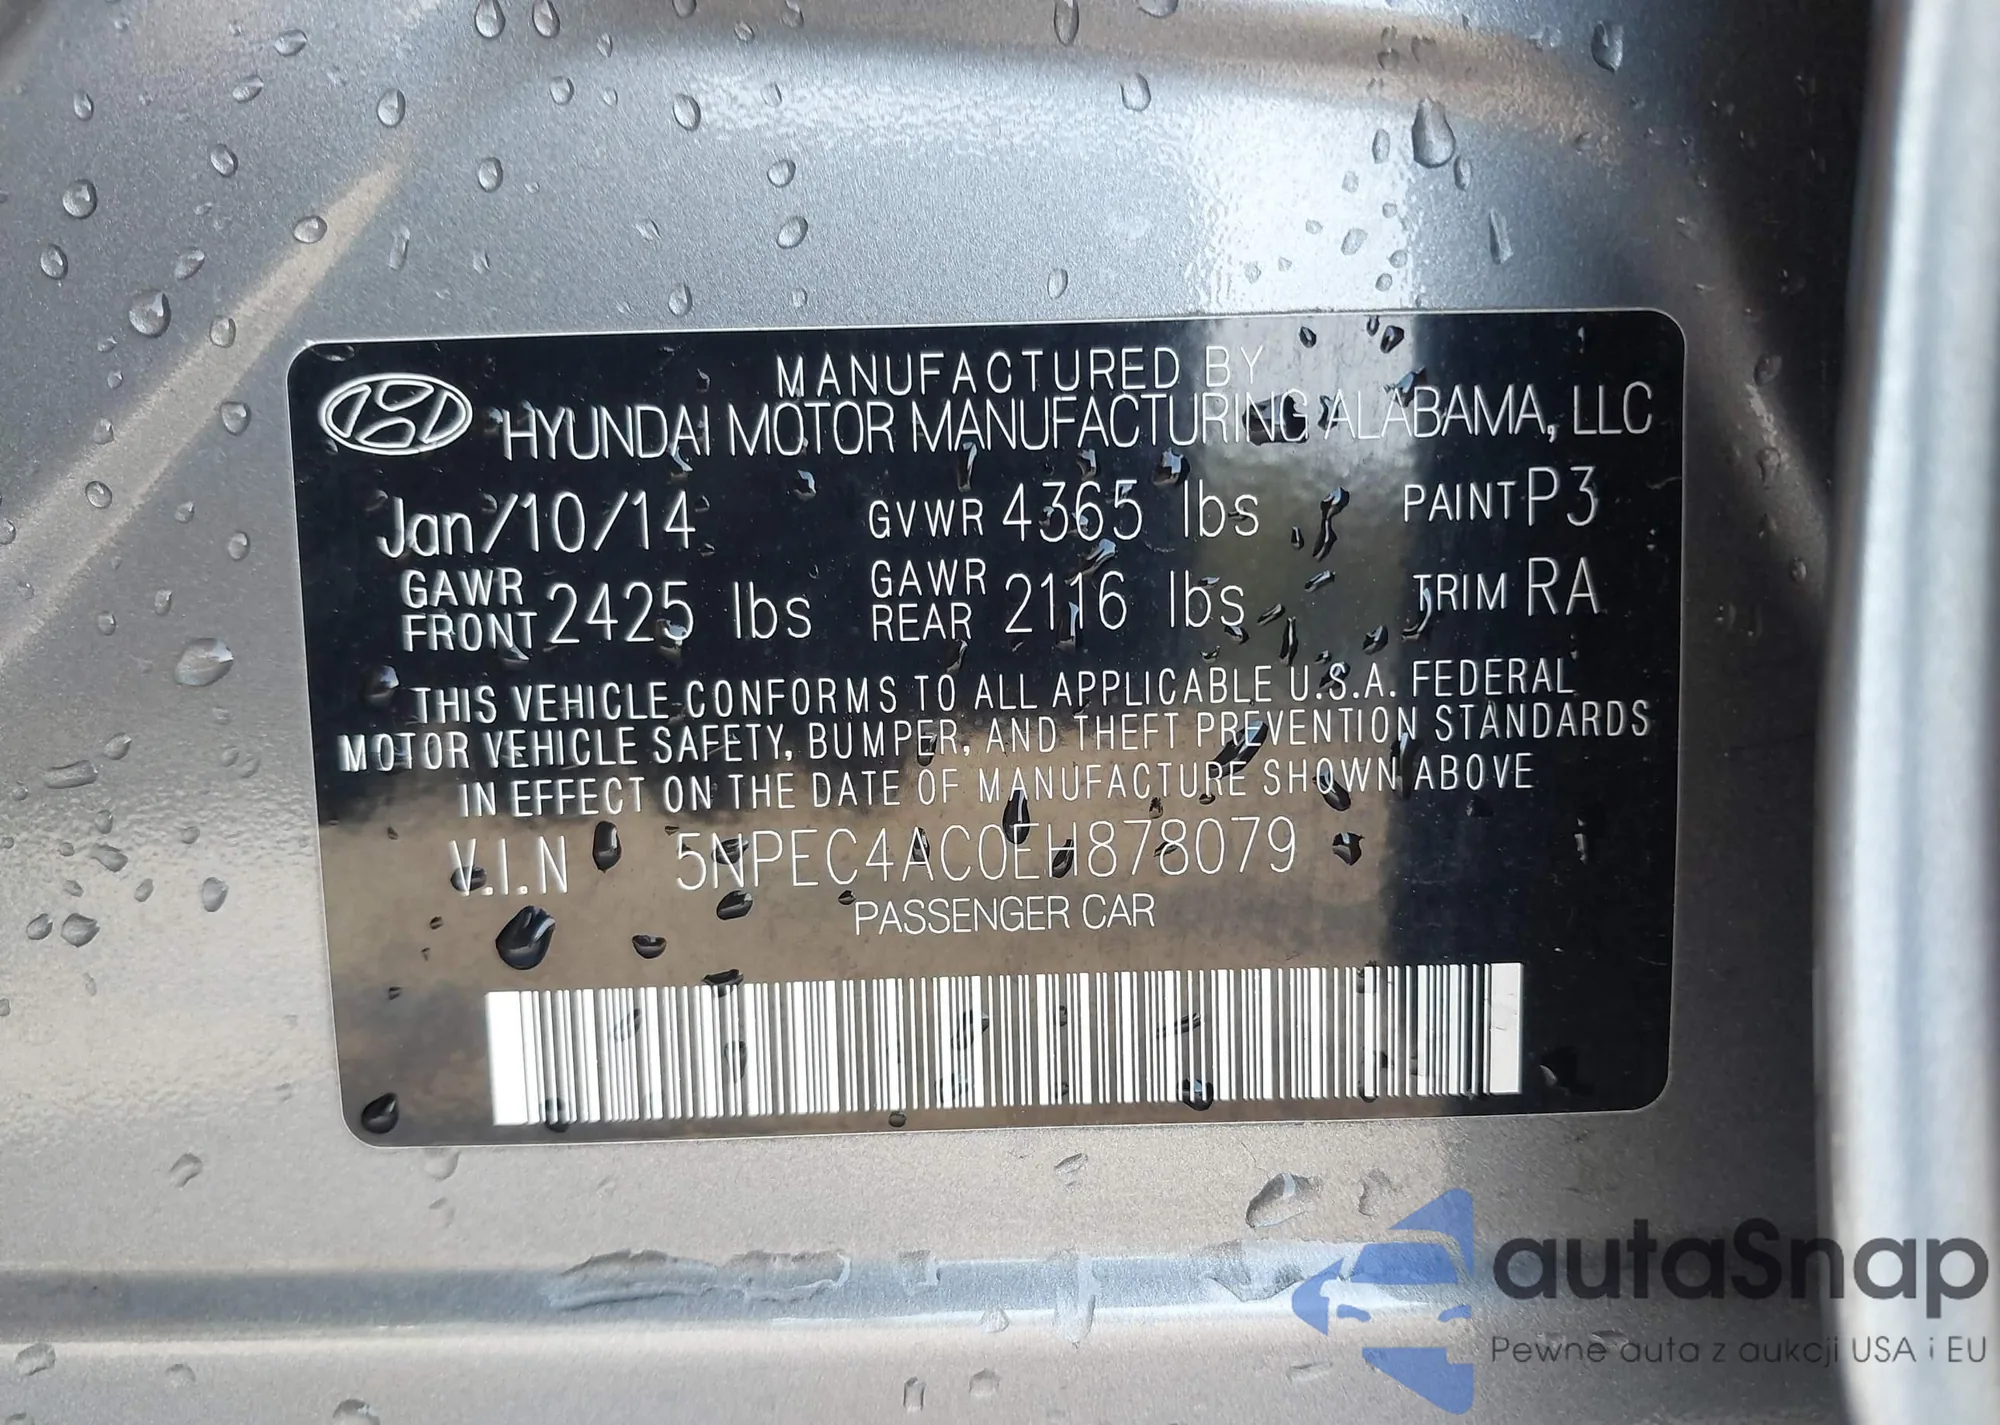 MANUFACTURED BY
HYUNDAI MOTOR MANUFACTURING ALABAMA, LLC
Jan/10/14 GVWR 4365 lbs PAINT P3
GAWR FRONT 2425 lbs GAWR REAR 2116 lbs TRIM RA
THIS VEHICLE CONFORMS TO ALL APPLICABLE U.S.A. FEDERAL
MOTOR VEHICLE SAFETY, BUMPER, AND THEFT PREVENTION STANDARDS
IN EFFECT ON THE DATE OF MANUFACTURE SHOWN ABOVE
V.I.N 5NPEC4AC0EH878079
PASSENGER CAR
autaSnap
Pewne auta z aukcji USA i EU